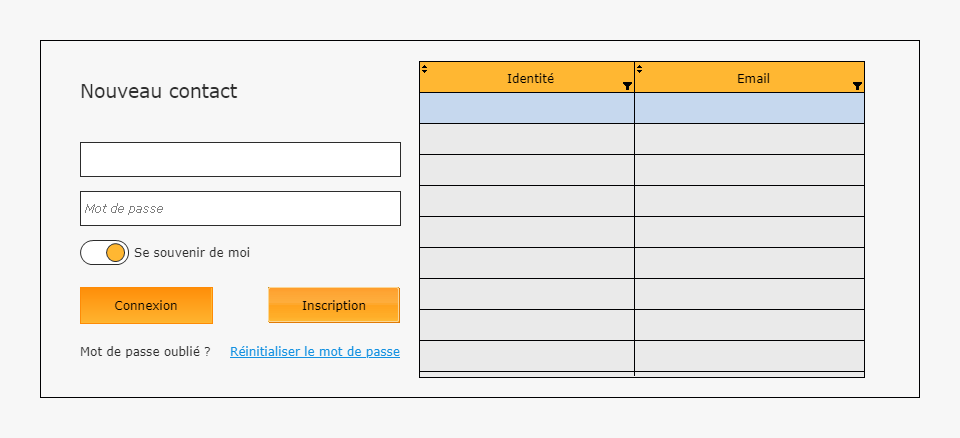 Nouveau contact
Mot de passe
Se souvenir de moi
Connexion
Inscription
Mot de passe oublié ?
Réinitialiser le mot de passe
Identité
Email